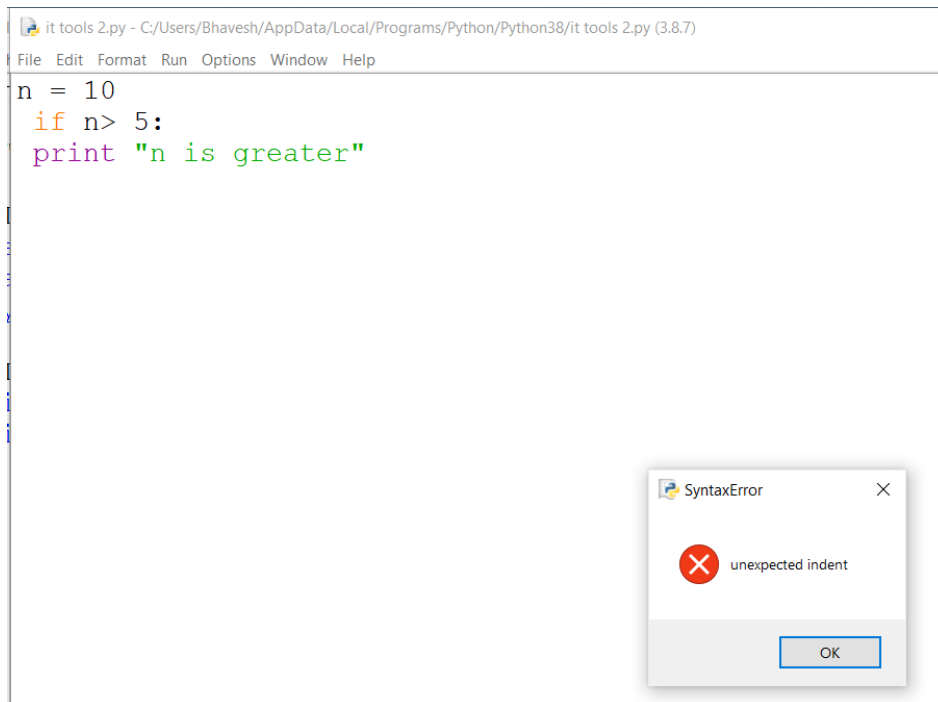 it tools 2.py - C:/Users/Bhavesh/AppData/Local/Programs/Python/Python38/it tools 2.py (3.8.7)
File Edit Format Run Options Window Help
n = 10
 if n> 5:
 print "n is greater"
SyntaxError
unexpected indent
OK